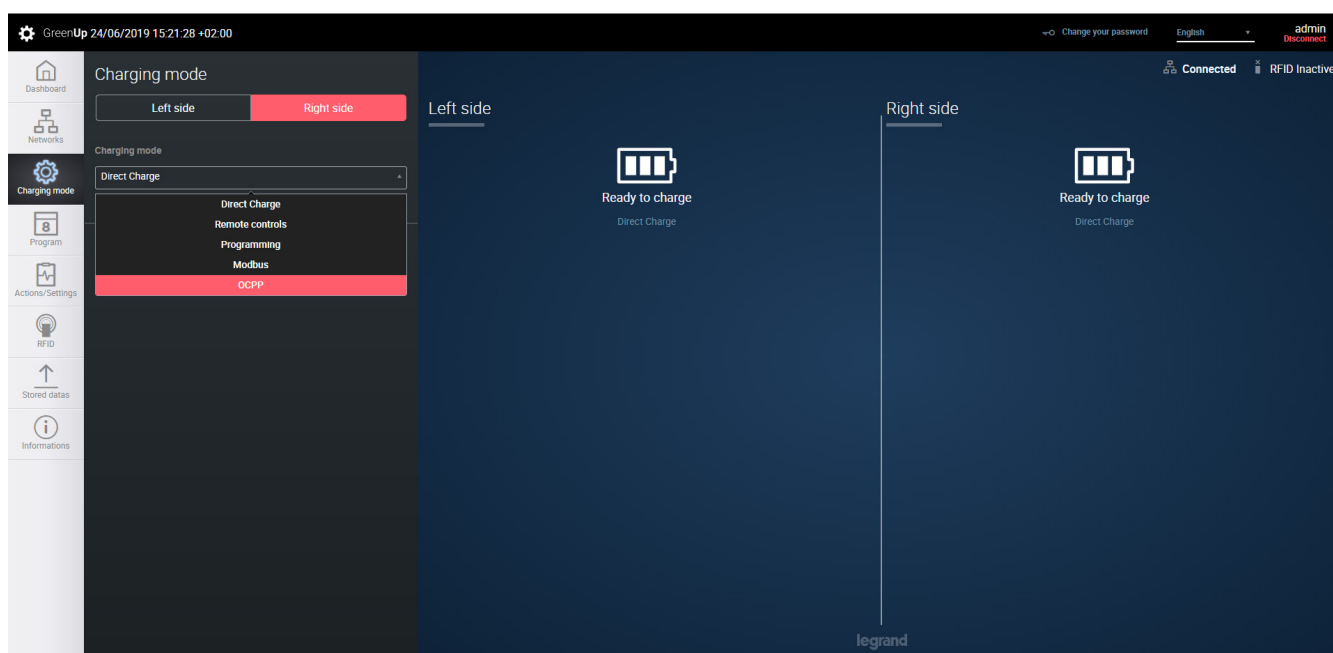 GreenUp 24/06/2019 15:21:28 +02:00
Change your password
English
admin
Disconnect
Dashboard
Networks
Charging mode
8
Program
Actions/Settings
RFID
Stored datas
Informations
Charging mode
Left side
Right side
Charging mode
Direct Charge
Direct Charge
Remote controls
Programming
Modbus
OCPP
Connected
RFID Inactive
Left side
Ready to charge
Direct Charge
Right side
Ready to charge
Direct Charge
legrand